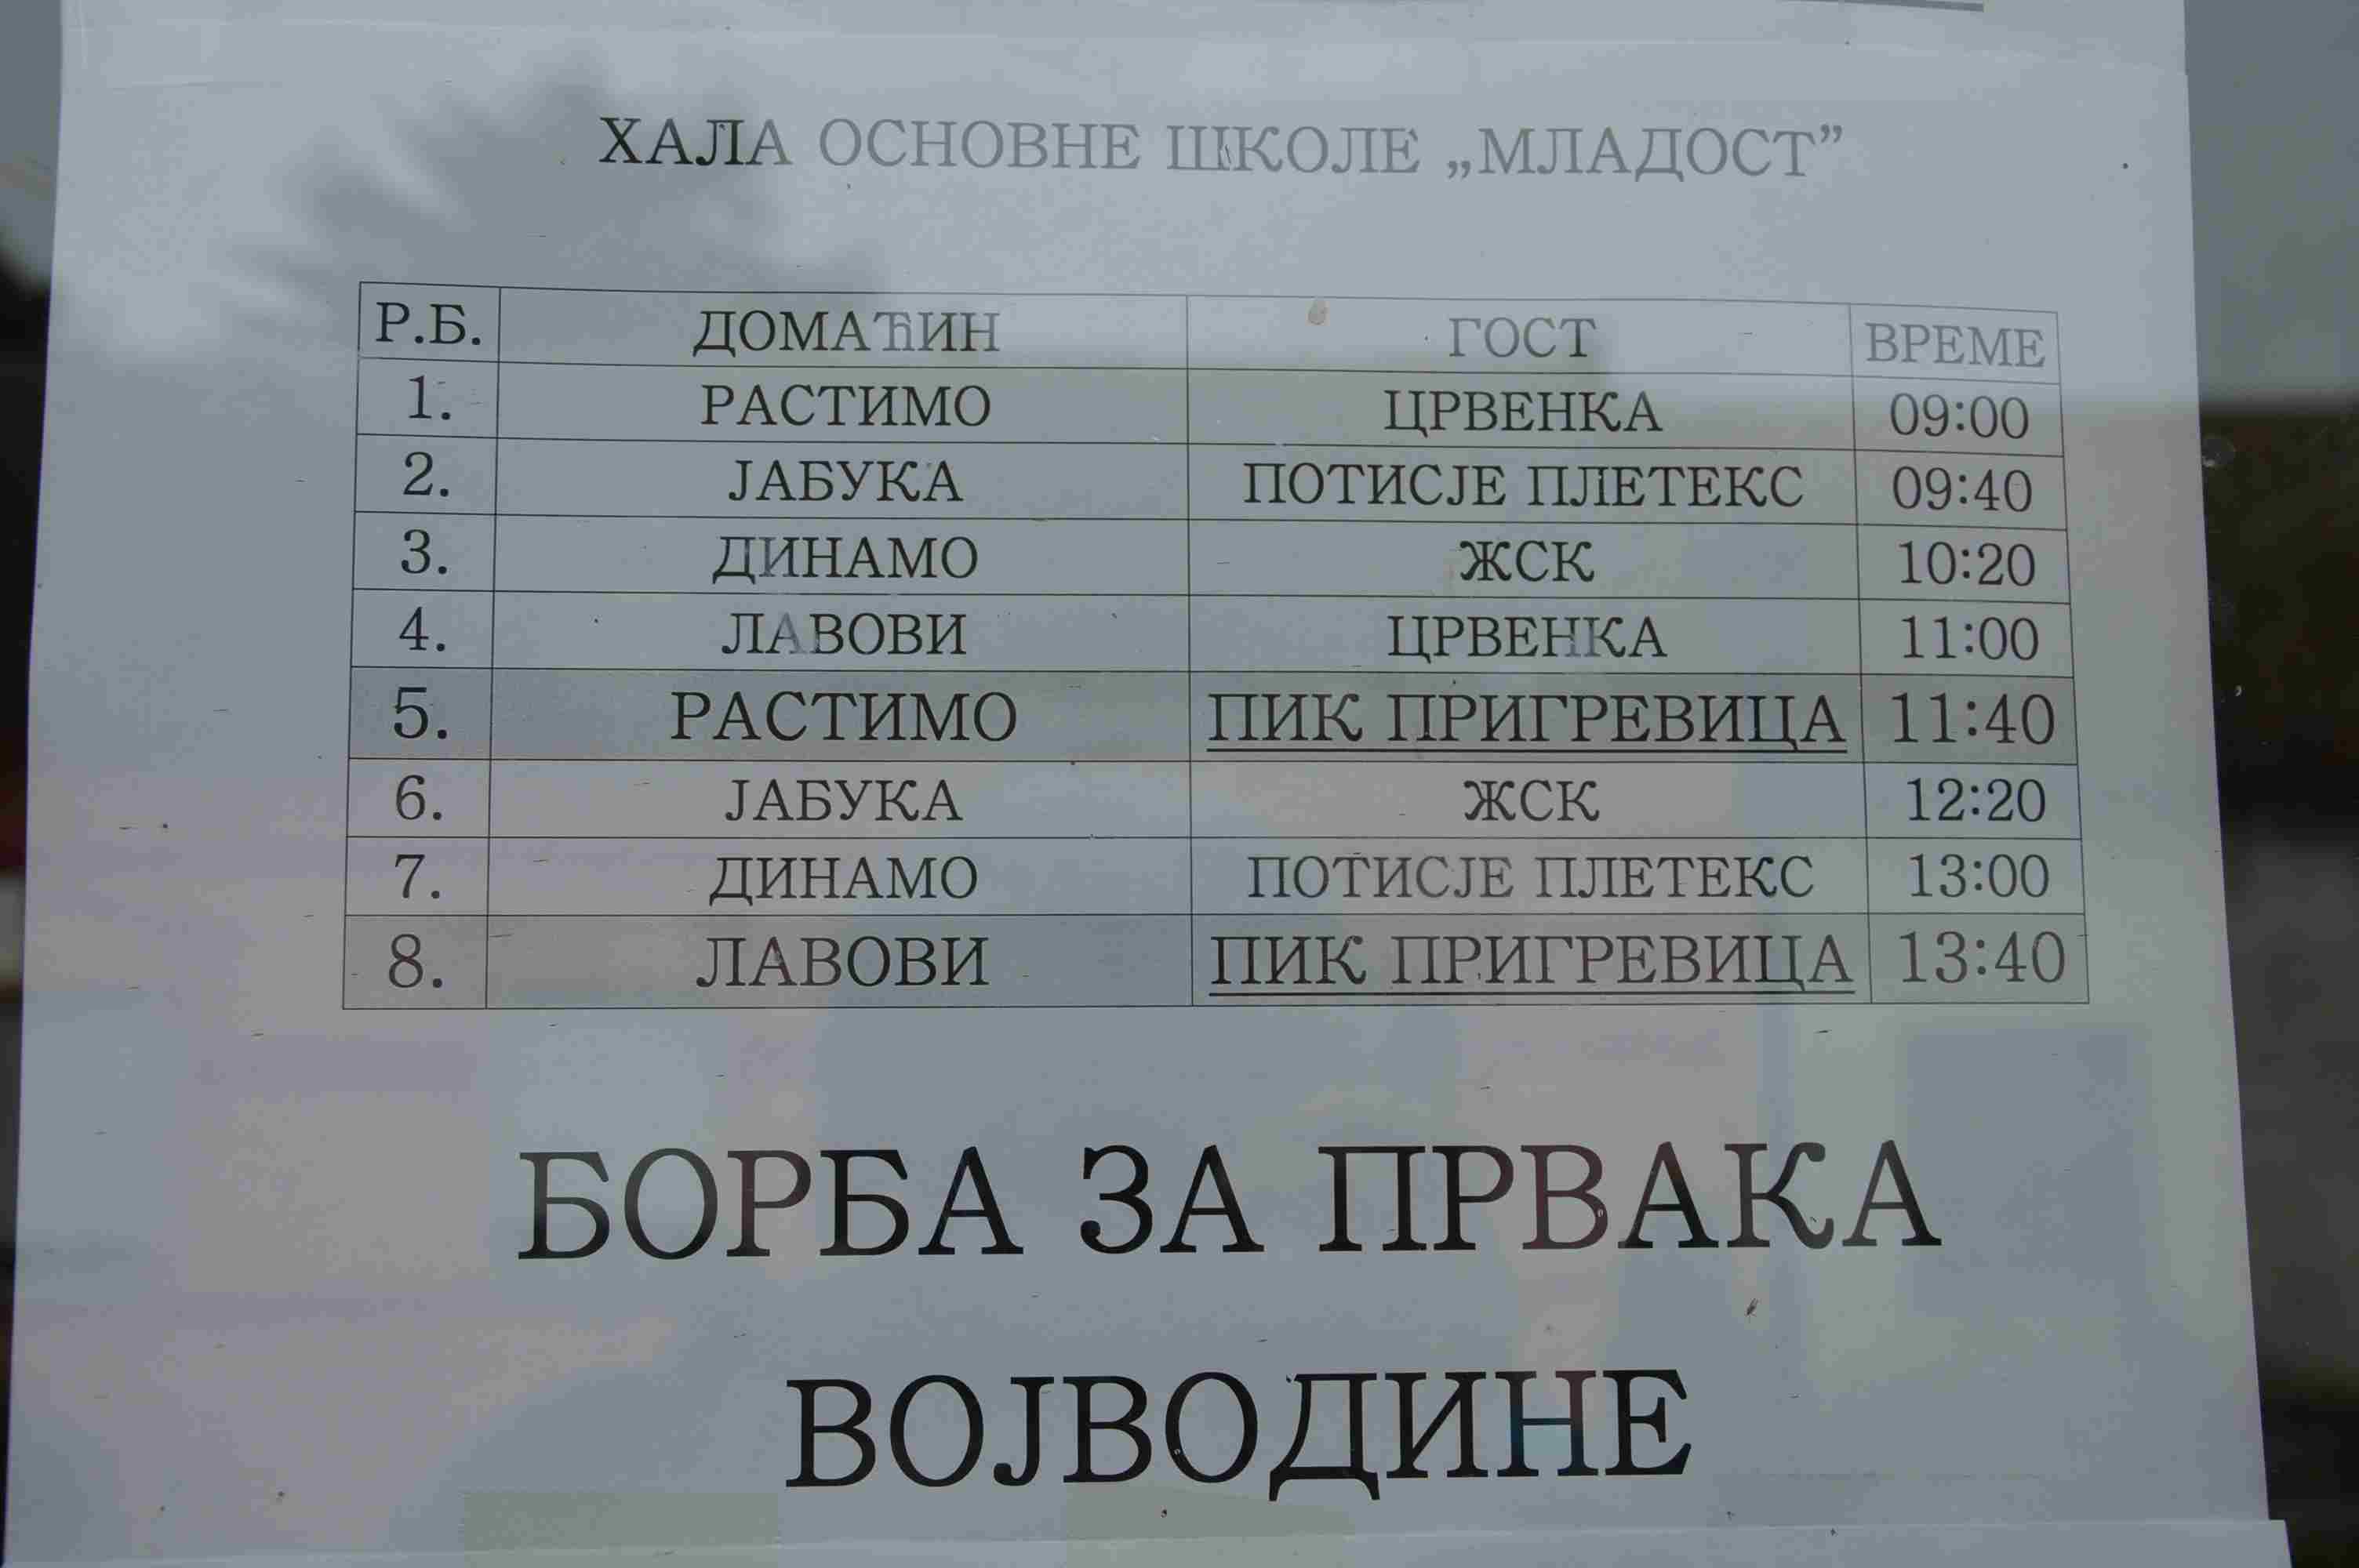 ХАЛА ОСНОВНЕ ШКОЛЕ „МЛАДОСТ”
Р.Б. ДОМАЋИН ГОСТ ВРЕМЕ
1. РАСТИМО ЦРВЕНКА 09:00
2. ЈАБУКА ПОТИСЈЕ ПЛЕТЕКС 09:40
3. ДИНАМО ЖСК 10:20
4. ЛАВОВИ ЦРВЕНКА 11:00
5. РАСТИМО ПИК ПРИГРЕВИЦА 11:40
6. ЈАБУКА ЖСК 12:20
7. ДИНАМО ПОТИСЈЕ ПЛЕТЕКС 13:00
8. ЛАВОВИ ПИК ПРИГРЕВИЦА 13:40
БОРБА ЗА ПРВАКА
ВОЈВОДИНЕ